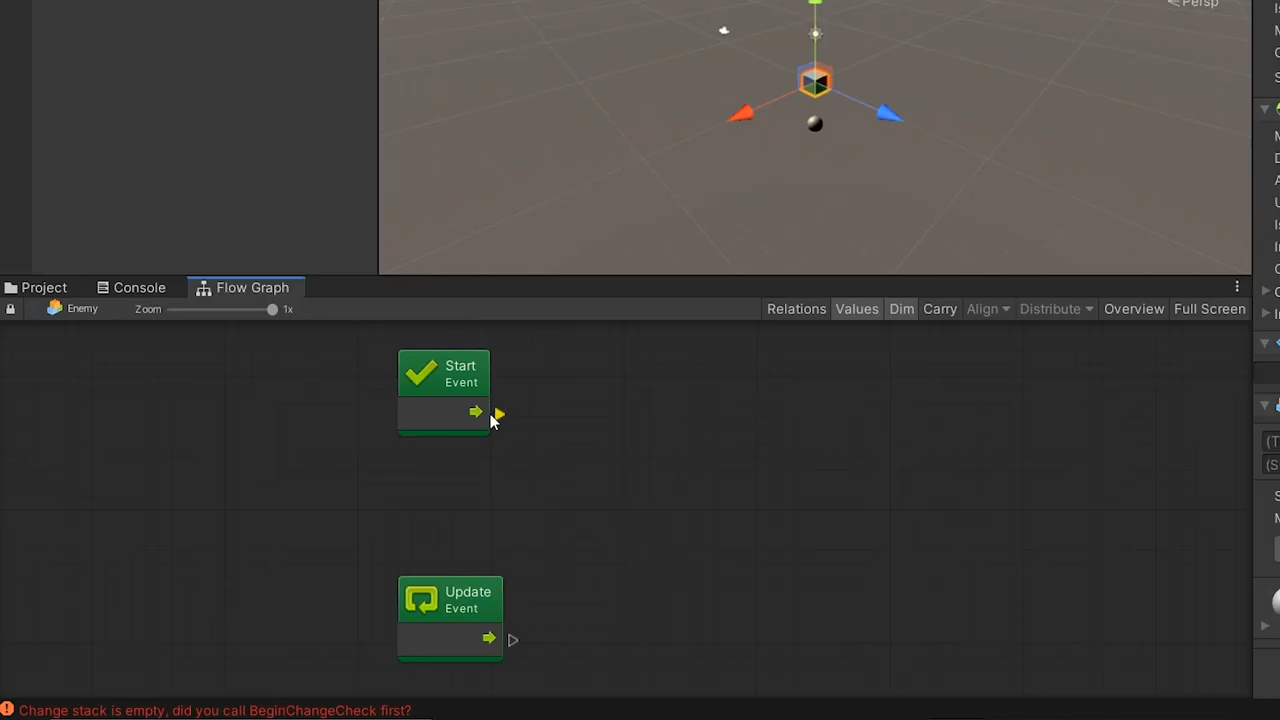 Persp
Project
Console
Flow Graph
Enemy
Zoom
1x
Relations
Values
Dim
Carry
Align
Distribute
Overview
Full Screen
Start
Event
Update
Event
Change stack is empty, did you call BeginChangeCheck first?